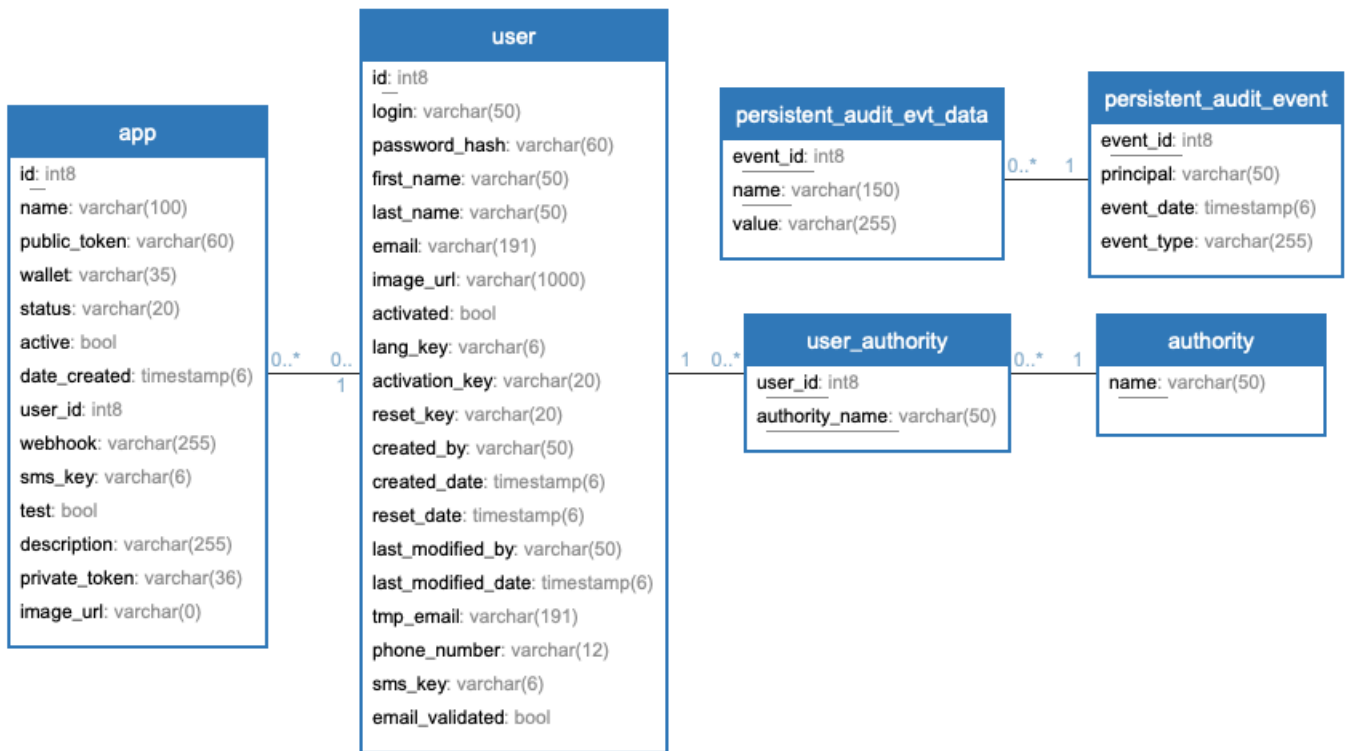 app
id: int8
name: varchar(100)
public_token: varchar(60)
wallet: varchar(35)
status: varchar(20)
active: bool
date_created: timestamp(6)
user_id: int8
webhook: varchar(255)
sms_key: varchar(6)
test: bool
description: varchar(255)
private_token: varchar(36)
image_url: varchar(0)
0..* 0..
1
user
id: int8
login: varchar(50)
password_hash: varchar(60)
first_name: varchar(50)
last_name: varchar(50)
email: varchar(191)
image_url: varchar(1000)
activated: bool
lang_key: varchar(6)
activation_key: varchar(20)
reset_key: varchar(20)
created_by: varchar(50)
created_date: timestamp(6)
reset_date: timestamp(6)
last_modified_by: varchar(50)
last_modified_date: timestamp(6)
tmp_email: varchar(191)
phone_number: varchar(12)
sms_key: varchar(6)
email_validated: bool
persistent_audit_evt_data
event_id: int8
name: varchar(150)
value: varchar(255)
0..* 1
persistent_audit_event
event_id: int8
principal: varchar(50)
event_date: timestamp(6)
event_type: varchar(255)
1 0..*
user_authority
user_id: int8
authority_name: varchar(50)
0..* 1
authority
name: varchar(50)